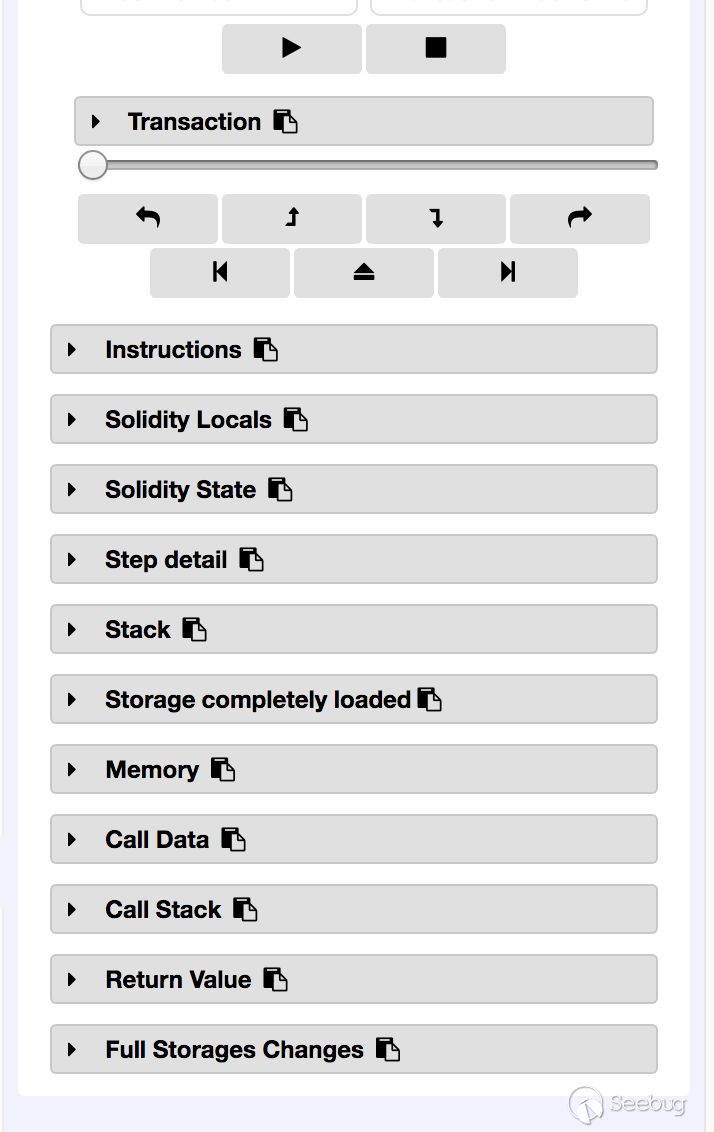 Transaction
Instructions
Solidity Locals
Solidity State
Step detail
Stack
Storage completely loaded
Memory
Call Data
Call Stack
Return Value
Full Storages Changes
Seebug